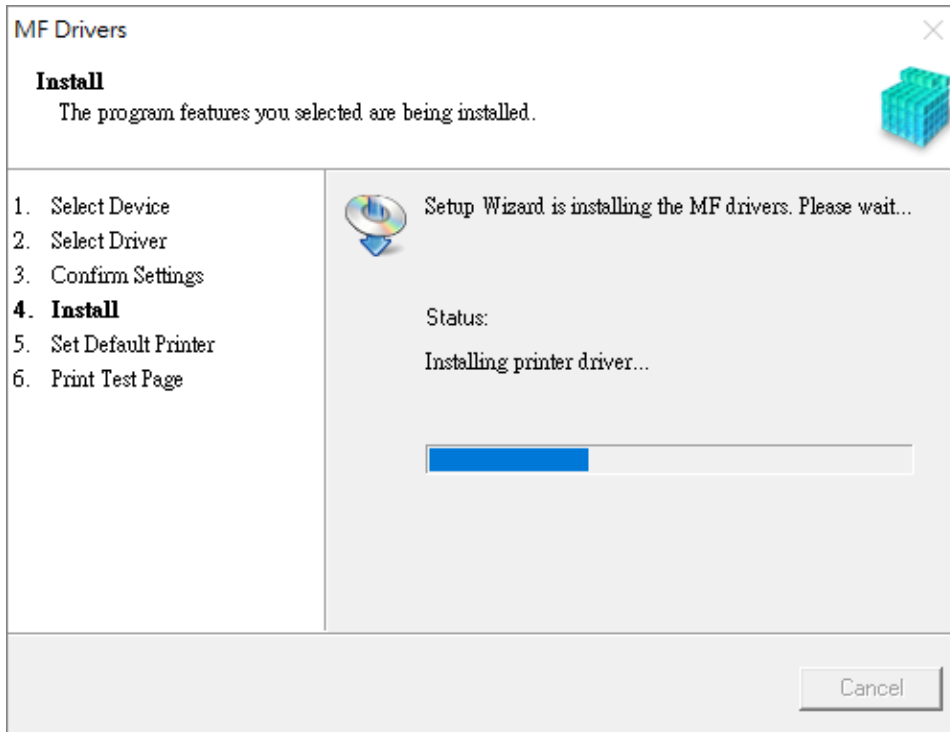 MF Drivers
Install
The program features you selected are being installed.
1. Select Device
2. Select Driver
3. Confirm Settings
4. Install
5. Set Default Printer
6. Print Test Page
Setup Wizard is installing the MF drivers. Please wait...
Status:
Installing printer driver...
Cancel